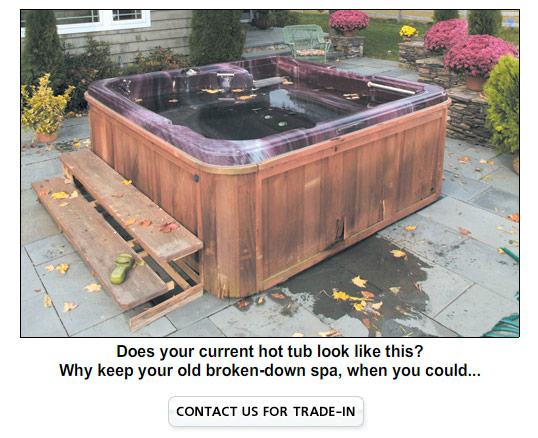 Does your current hot tub look like this?
Why keep your old broken-down spa, when you could...
CONTACT US FOR TRADE-IN